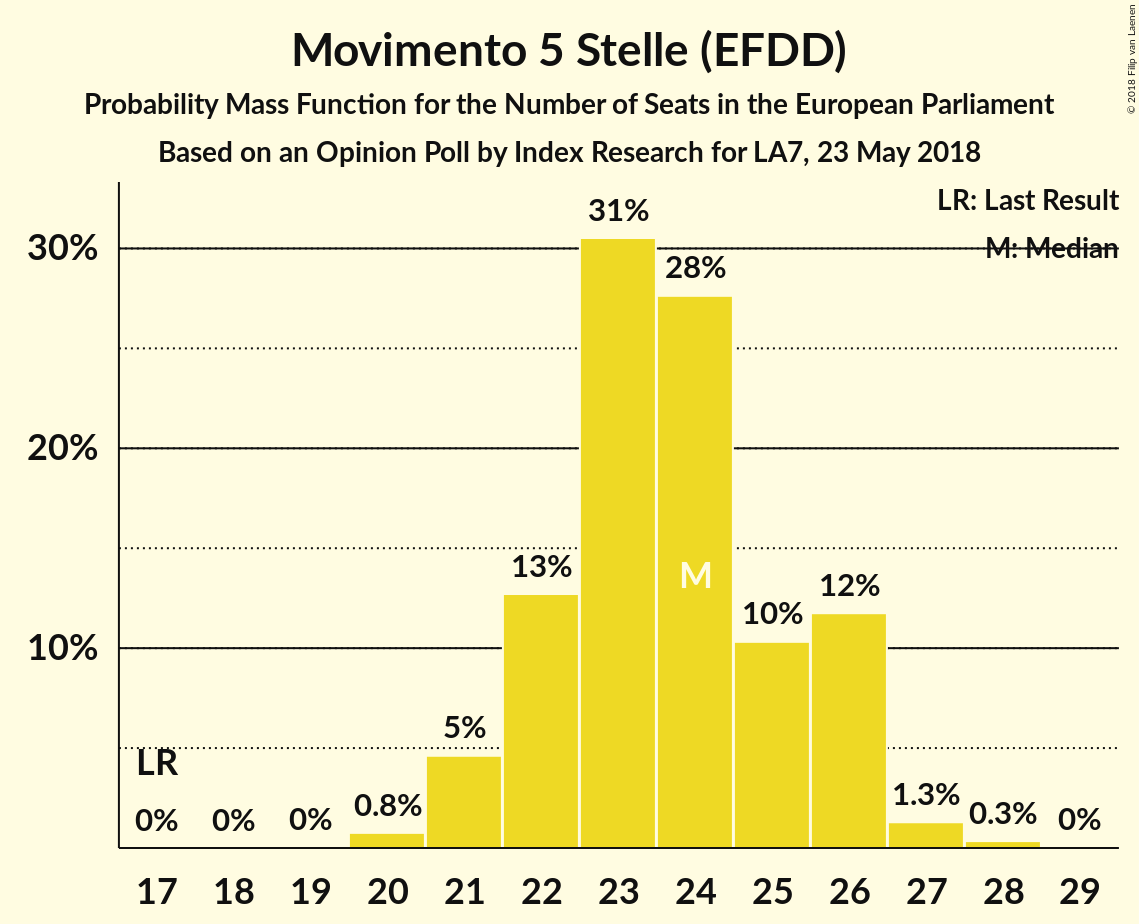 Movimento 5 Stelle (EFDD)
Probability Mass Function for the Number of Seats in the European Parliament
Based on an Opinion Poll by Index Research for LA7, 23 May 2018
© 2018 Filip van Laenen
LR: Last Result
M: Median
30%
20%
10%
LR
M
0%
0%
0%
0.8%
5%
13%
31%
28%
10%
12%
1.3%
0.3%
0%
17 18 19 20 21 22 23 24 25 26 27 28 29